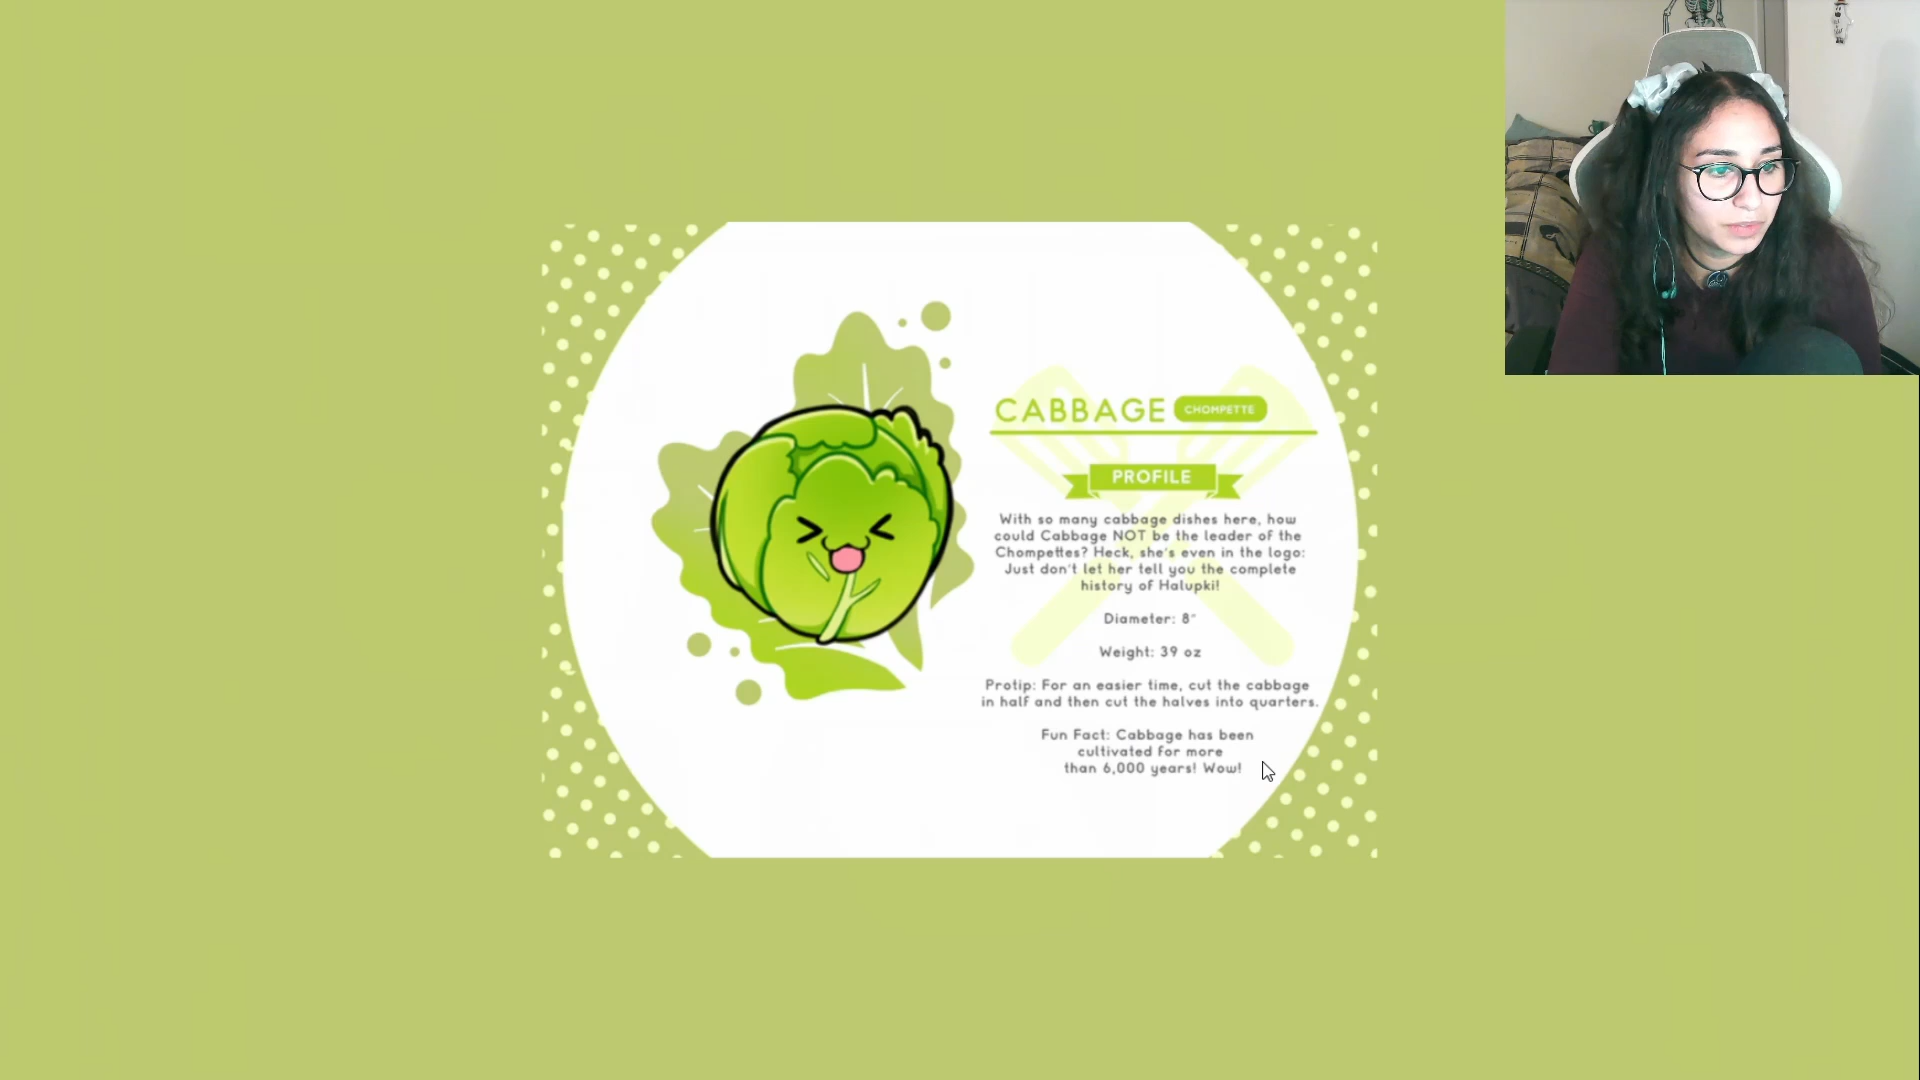 CABBAGE CHOMPETTE
PROFILE
With so many cabbage dishes here, how
could Cabbage NOT be the leader of the
Chompettes? Heck, she's even in the logo:
Just don't let her tell you the complete
history of Halupki!
Diameter: 8"
Weight: 39 oz
Protip: For an easier time, cut the cabbage
in half and then cut the halves into quarters.
Fun Fact: Cabbage has been
cultivated for more
than 6,000 years! Wow!